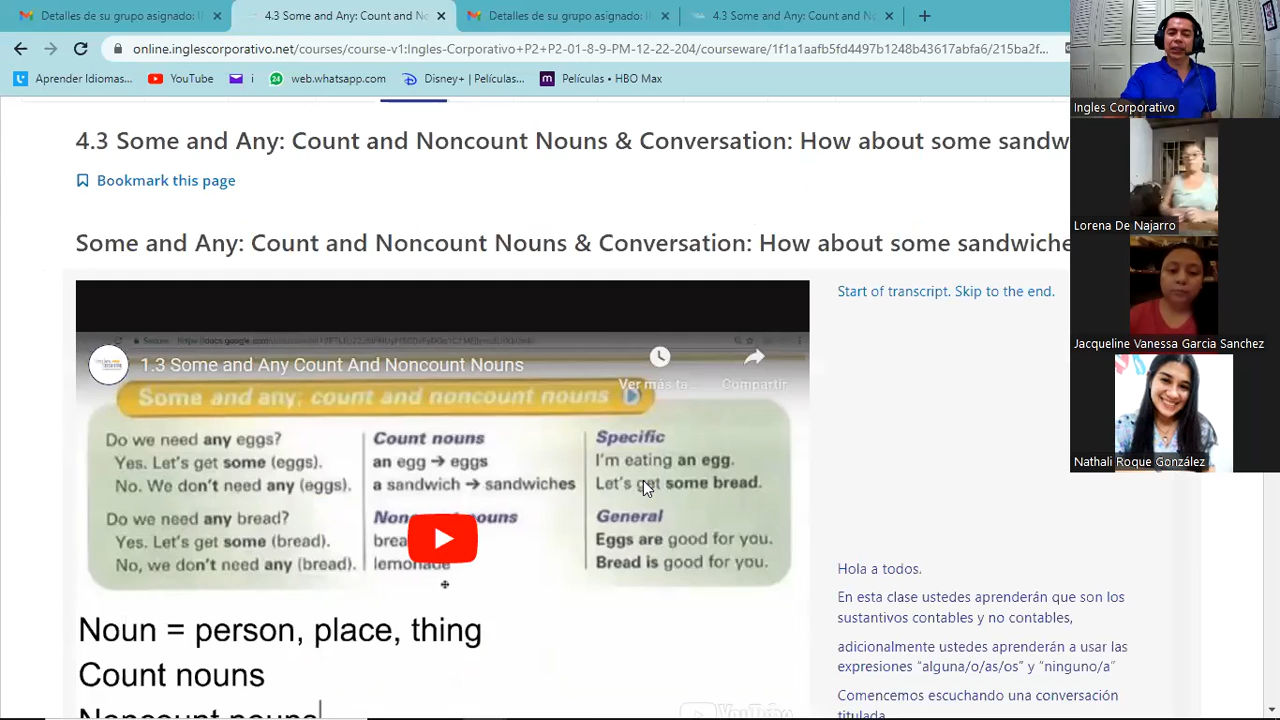 Detalles de su grupo asignado: I
4.3 Some and Any: Count and No
Detalles de su grupo asignado: I
4.3 Some and Any: Count and N
online.inglescorporativo.net/courses/course-v1:Ingles-C
P2+P2-01-8-9-PM-12-22-204/courseware/1f1a1aafb5fd4497b1
43617abfa6/215ba2f...
Aprender Idiomas...
YouTube
i
web.whatsapp.com
Disney+ | Películas...
Películas • HBO Max
4.3 Some and Any: Count and Noncount Nouns & Conversation: How about some sandw
Bookmark this page
Some and Any: Count and Noncount Nouns & Conversation: How about some sandwiche
1.3 Some and Any Count And Noncount Nouns
Ver más ta...
Compartir
Some and any; count and noncount nouns
Do we need any eggs?
Yes. Let's get some (eggs).
No. We don't need any (eggs).
Do we need any bread?
Yes. Let's get some (bread).
No, we don't need any (bread).
Count nouns
an egg → eggs
a sandwich → sandwiches
nouns
lemonade
Specific
I'm eating an egg.
Let's get some bread.
General
Eggs are good for you.
Bread is good for you.
Noun = person, place, thing
Count nouns
Noncount nouns
YouTube
Start of transcript. Skip to the end.
Hola a todos.
En esta clase ustedes aprenderán que son los
sustantivos contables y no contables,
adicionalmente ustedes aprenderán a usar las
expresiones “alguna/o/as/os” y “ninguno/a”
Comencemos escuchando una conversación
titulada
Ingles Corporativo
Lorena De Najarro
Jacqueline Vanessa Garcia Sanchez
Nathali Roque González